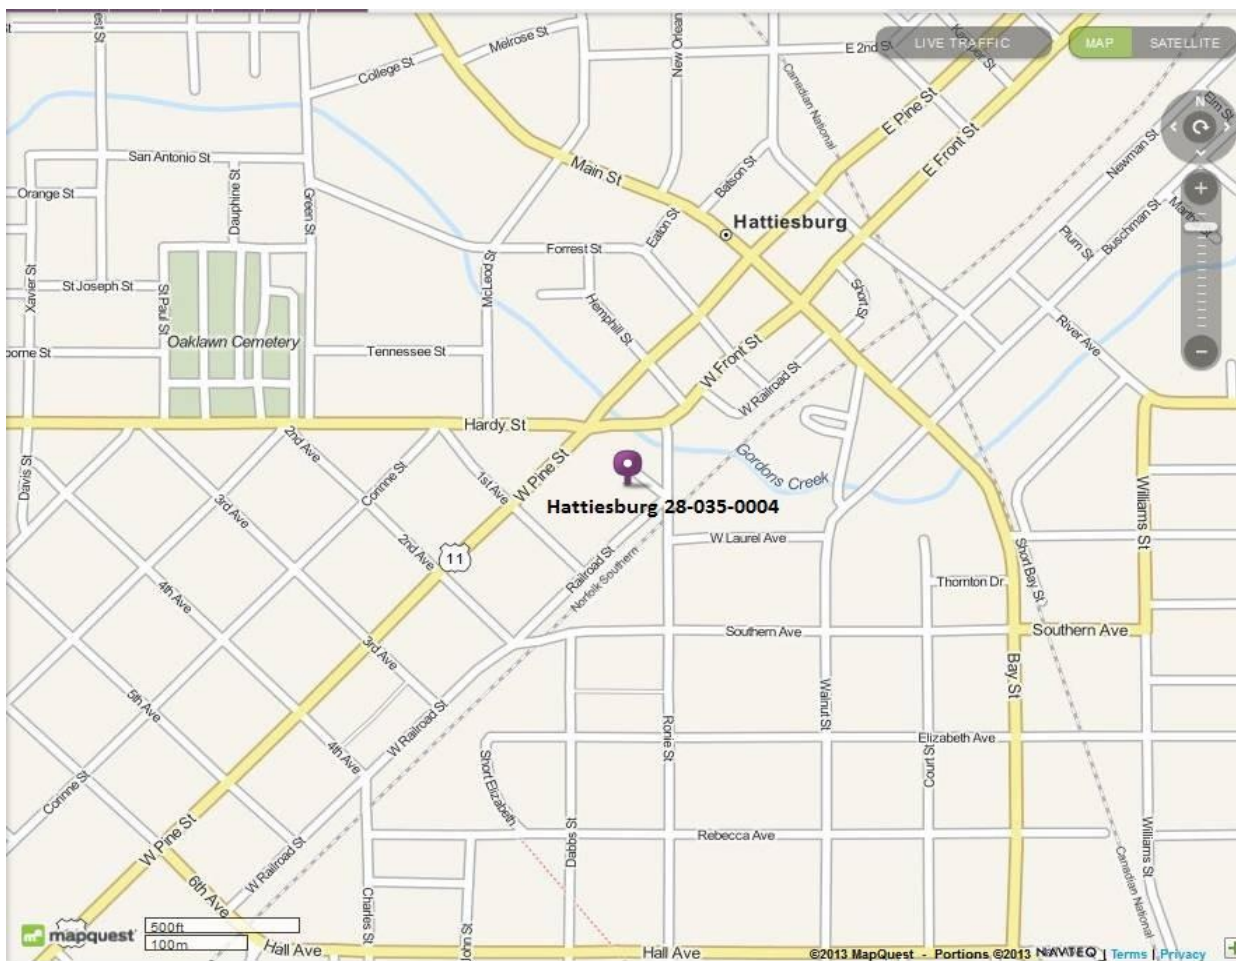 LIVE TRAFFIC
MAP
SATELLITE
Melrose St
New Orlean
E 2nd St
College St
Canadian National
E Pine St
E Front St
Elm St
N
Newman St
San Antonio St
Main St
Batson St
Orange St
Dauphine St
Green St
Eaton St
Hattiesburg
Buschman St
Plum St
Forrest St
McLeod St
Xavier St
St Joseph St
St Paul St
Short St
Hemphill St
River Ave
Oaklawn Cemetery
Tennessee St
W Front St
W Railroad St
Hardy St
2nd Ave
Corinne St
1st Ave
W Pine St
Gordons Creek
Davis St
3rd Ave
Hattiesburg 28-035-0004
Williams St
2nd Ave
11
Railroad St
Norfolk Southern
W Laurel Ave
Short Bay St
Thornton Dr
4th Ave
3rd Ave
Southern Ave
Southern Ave
Bay St
5th Ave
Walnut St
W Railroad St
4th Ave
Elizabeth Ave
Court St
Short Elizabeth
Corinne St
W Pine St
Rebecca Ave
Dabbs St
Williams St
W Railroad St
6th Ave
Charles St
John St
Canadian National
mapquest
500ft
100m
Hall Ave
Hall Ave
©2013 MapQuest - Portions ©2013 NAVTEQ
Terms | Privacy